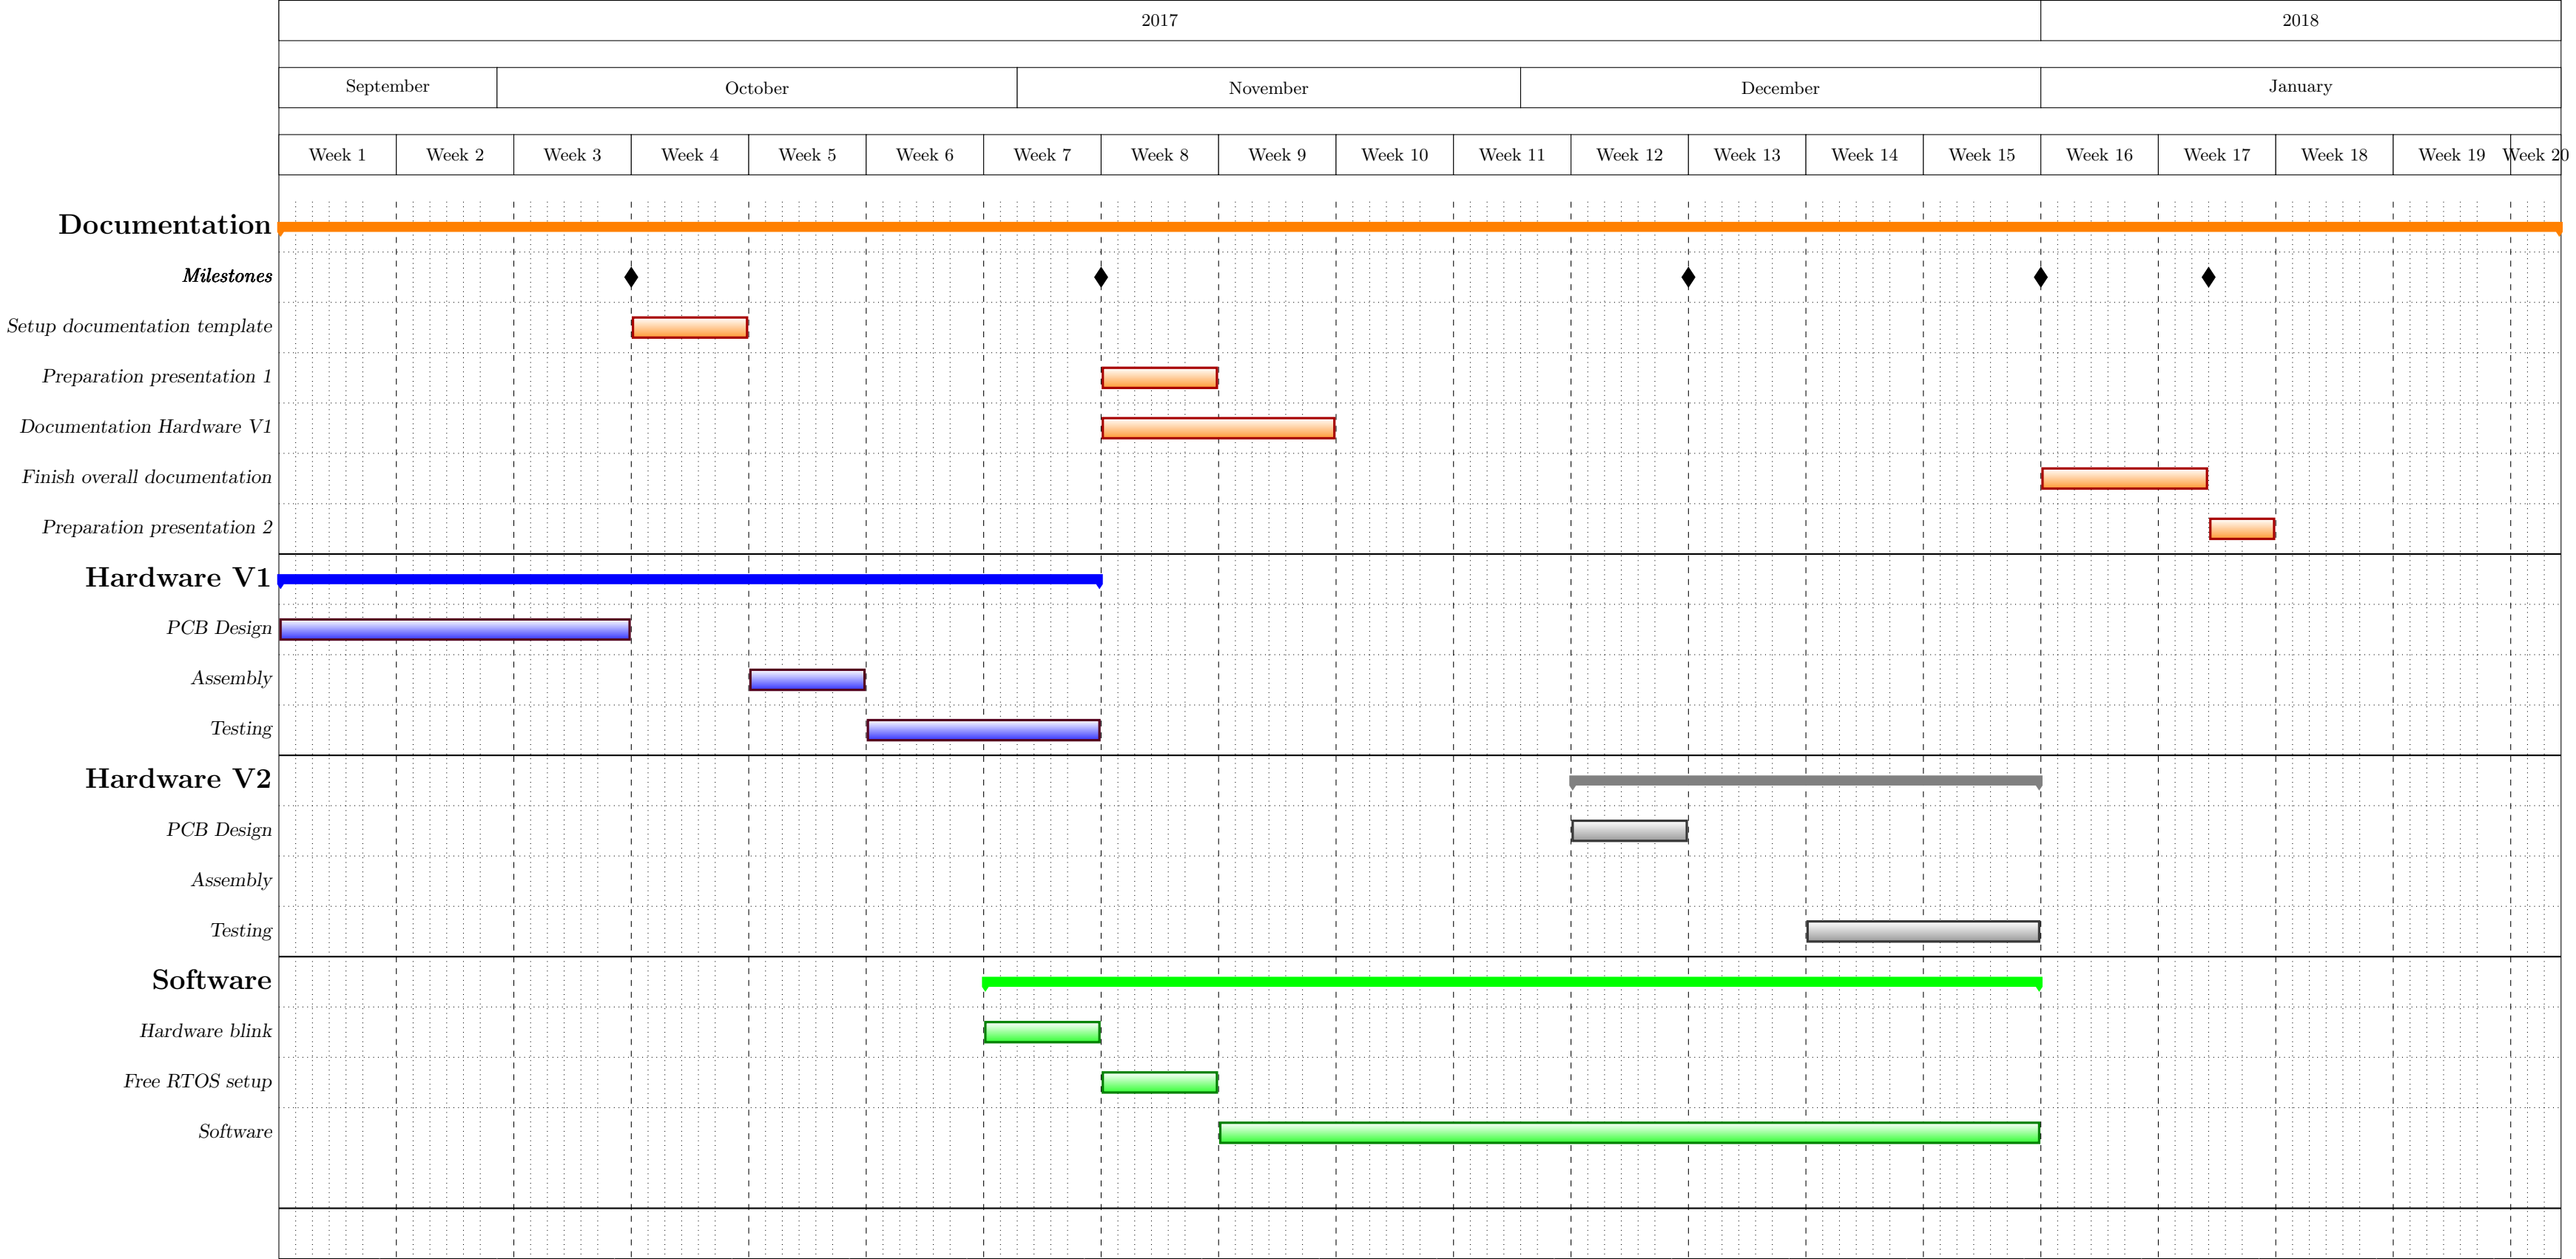 2017 2018
September October November December January
Week 1 Week 2 Week 3 Week 4 Week 5 Week 6 Week 7 Week 8 Week 9 Week 10 Week 11 Week 12 Week 13 Week 14 Week 15 Week 16 Week 17 Week 18 Week 19 Week 20
Documentation
Milestones
Setup documentation template
Preparation presentation 1
Documentation Hardware V1
Finish overall documentation
Preparation presentation 2
Hardware V1
PCB Design
Assembly
Testing
Hardware V2
PCB Design
Assembly
Testing
Software
Hardware blink
Free RTOS setup
Software